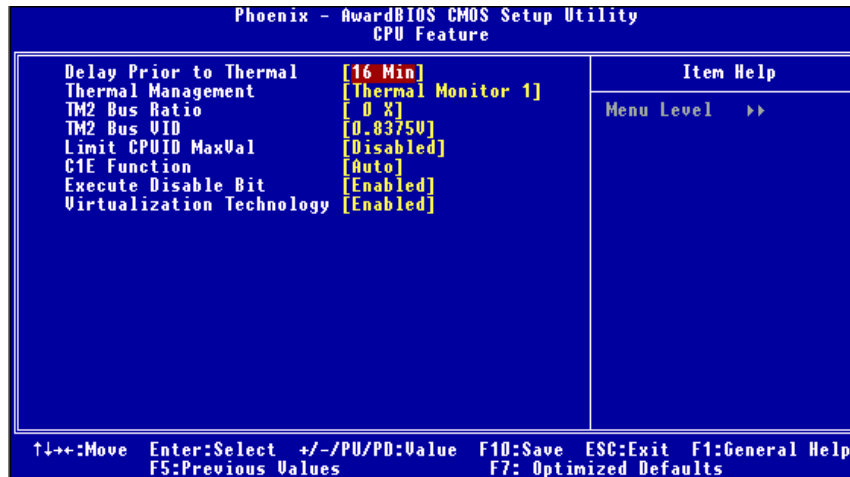 Phoenix - AwardBIOS CMOS Setup Utility
CPU Feature
Delay Prior to Thermal [16 Min]
Thermal Management [Thermal Monitor 1]
TM2 Bus Ratio [ 0 X]
TM2 Bus VID [0.8375V]
Limit CPUID MaxVal [Disabled]
C1E Function [Auto]
Execute Disable Bit [Enabled]
Virtualization Technology [Enabled]
Item Help
Menu Level ►►
↑↓→←:Move Enter:Select +/-/PU/PD:Value F10:Save ESC:Exit F1:General Help
F5:Previous Values F7: Optimized Defaults